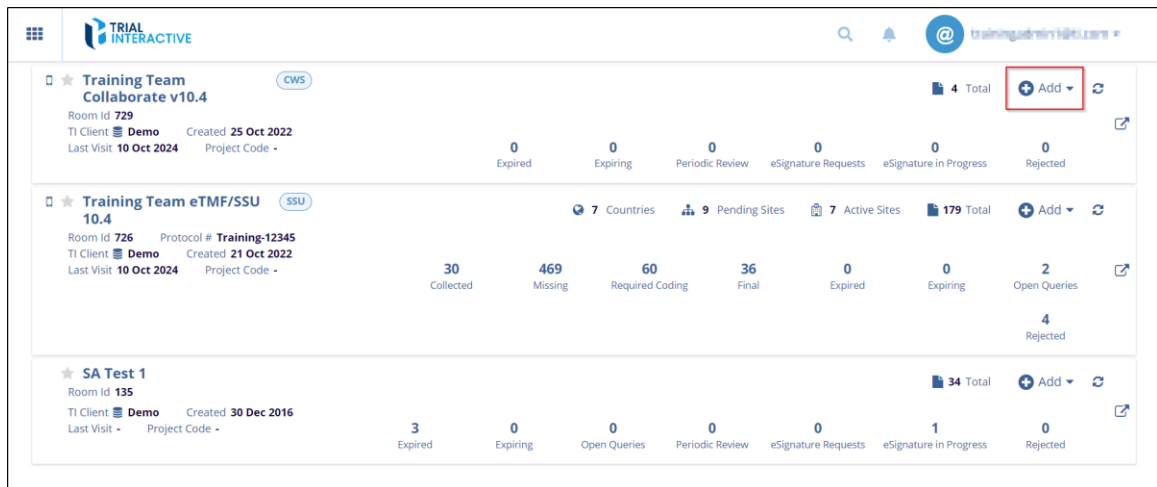 TRIAL
INTERACTIVE
@
Training Team
Collaborate v10.4
CWS
4 Total
Add
Room Id 729
TI Client Demo Created 25 Oct 2022
Last Visit 10 Oct 2024 Project Code -
0 0 0 0 0 0
Expired Expiring Periodic Review eSignature Requests eSignature in Progress Rejected
Training Team eTMF/SSU
10.4
SSU
7 Countries 9 Pending Sites 7 Active Sites 179 Total Add
Room Id 726 Protocol # Training-12345
TI Client Demo Created 21 Oct 2022
Last Visit 10 Oct 2024 Project Code -
30 469 60 36 0 0 2
Collected Missing Required Coding Final Expired Expiring Open Queries
4
Rejected
SA Test 1
34 Total Add
Room Id 135
TI Client Demo Created 30 Dec 2016
Last Visit - Project Code -
3 0 0 0 0 1 0
Expired Expiring Open Queries Periodic Review eSignature Requests eSignature in Progress Rejected